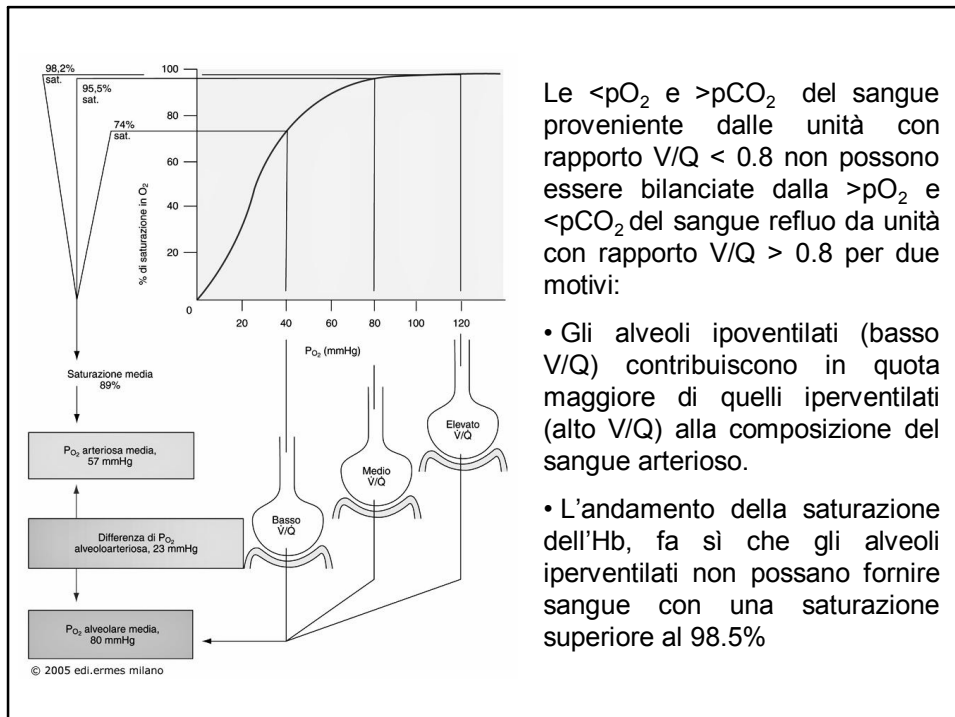 98,2%
sat.
95,5%
sat.
74%
sat.
100
80
60
40
20
0
% di saturazione in O₂
20 40 60 80 100 120
P_O₂ (mmHg)
Saturazione media
89%
P_O₂ arteriosa media,
57 mmHg
Differenza di P_O₂
alveoloarteriosa, 23 mmHg
P_O₂ alveolare media,
80 mmHg
Basso
V̇/Q̇
Medio
V̇/Q̇
Elevato
V̇/Q̇
© 2005 edi.ermes milano
Le <pO₂ e >pCO₂ del sangue
proveniente dalle unità con
rapporto V/Q < 0.8 non possono
essere bilanciate dalla >pO₂ e
<pCO₂ del sangue refluo da unità
con rapporto V/Q > 0.8 per due
motivi:
• Gli alveoli ipoventilati (basso
V/Q) contribuiscono in quota
maggiore di quelli iperventilati
(alto V/Q) alla composizione del
sangue arterioso.
• L’andamento della saturazione
dell’Hb, fa sì che gli alveoli
iperventilati non possano fornire
sangue con una saturazione
superiore al 98.5%